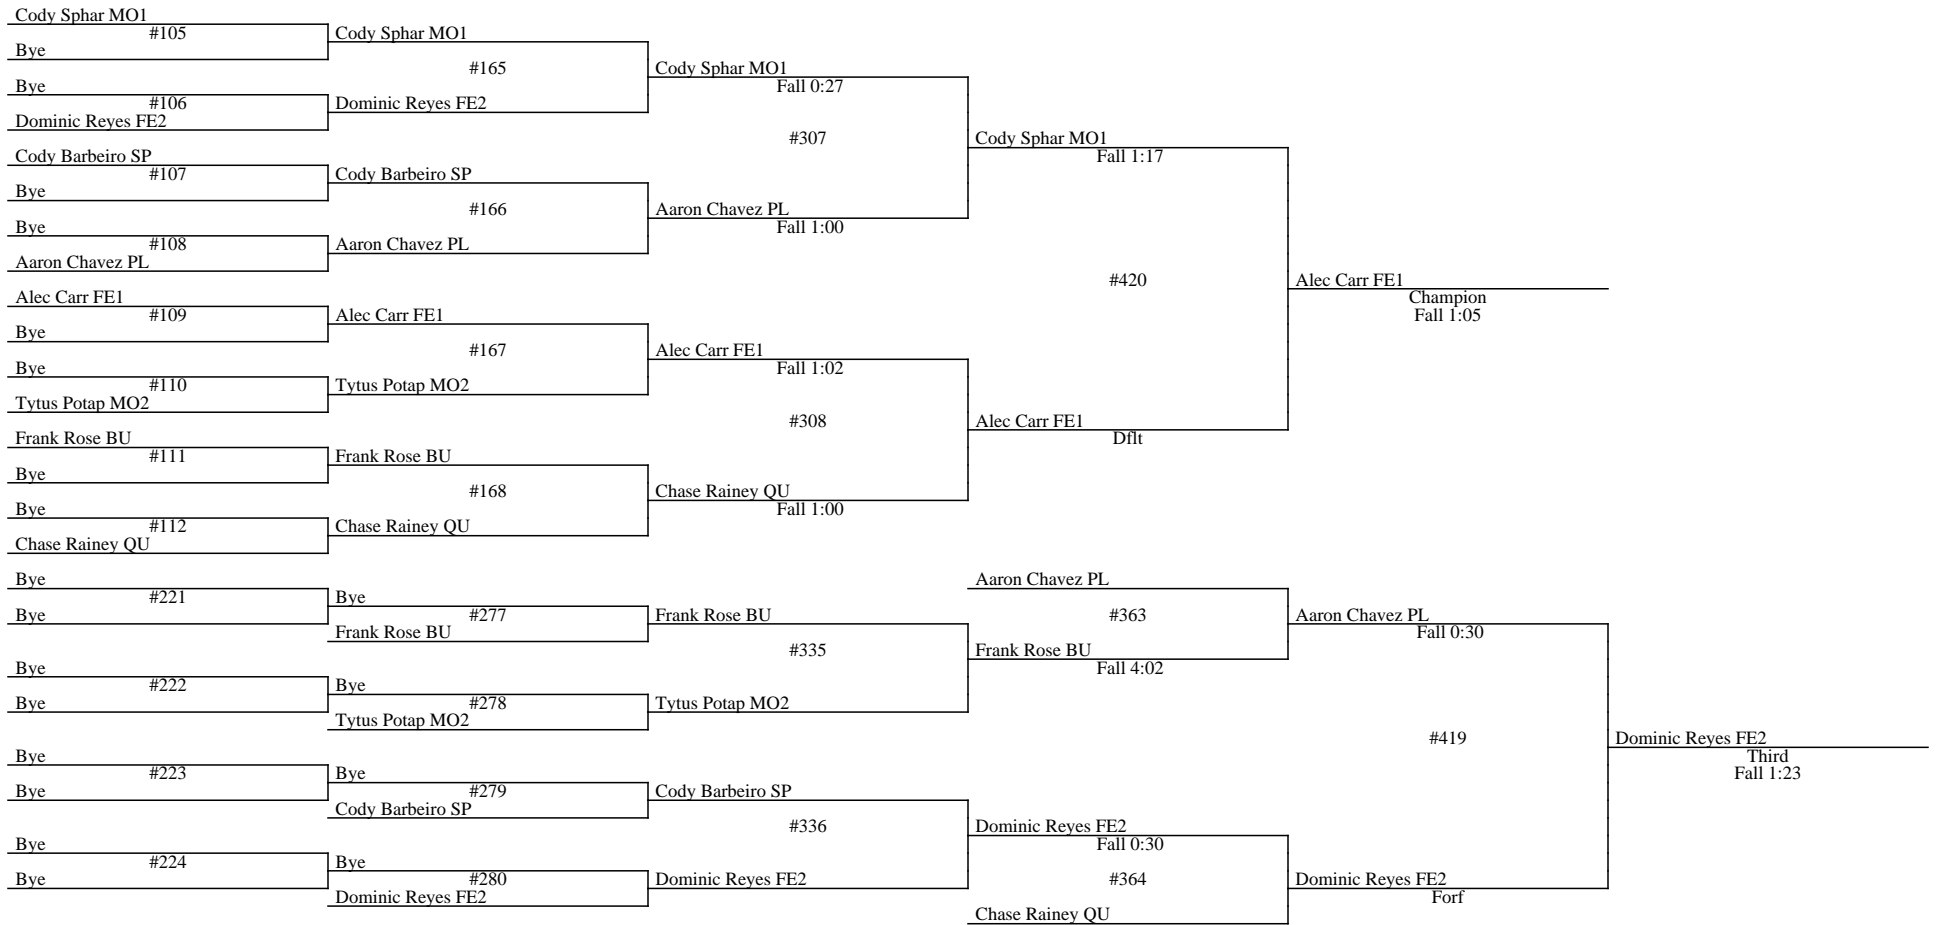 Cody Sphar MO1
#105
Bye
Bye
#106
Dominic Reyes FE2
Cody Barbeiro SP
#107
Bye
Bye
#108
Aaron Chavez PL
Alec Carr FE1
#109
Bye
Bye
#110
Tytus Potap MO2
Frank Rose BU
#111
Bye
Bye
#112
Chase Rainey QU
Cody Sphar MO1
#165
Dominic Reyes FE2
Cody Barbeiro SP
#166
Aaron Chavez PL
Alec Carr FE1
#167
Tytus Potap MO2
Frank Rose BU
#168
Chase Rainey QU
Cody Sphar MO1
Fall 0:27
#307
Aaron Chavez PL
Fall 1:00
Alec Carr FE1
Fall 1:02
#308
Chase Rainey QU
Fall 1:00
Cody Sphar MO1
Fall 1:17
#420
Alec Carr FE1
Dflt
Alec Carr FE1
Champion
Fall 1:05
Bye
#221
Bye
Bye
#222
Bye
Bye
#223
Bye
Bye
#224
Bye
Bye
#277
Frank Rose BU
Bye
#278
Tytus Potap MO2
Bye
#279
Cody Barbeiro SP
Bye
#280
Dominic Reyes FE2
Frank Rose BU
#335
Tytus Potap MO2
Cody Barbeiro SP
#336
Dominic Reyes FE2
Aaron Chavez PL
#363
Frank Rose BU
Fall 4:02
Dominic Reyes FE2
Fall 0:30
#364
Chase Rainey QU
Aaron Chavez PL
Fall 0:30
#419
Dominic Reyes FE2
Forf
Dominic Reyes FE2
Third
Fall 1:23